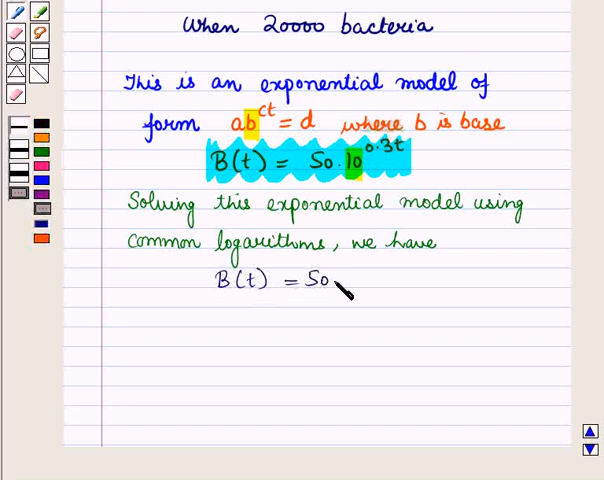 When 20000 bacteria
This is an exponential model of
form ab^ct = d where b is base
B(t) = 50·10^0.3t
Solving this exponential model using
common logarithms, we have
B(t) = 50